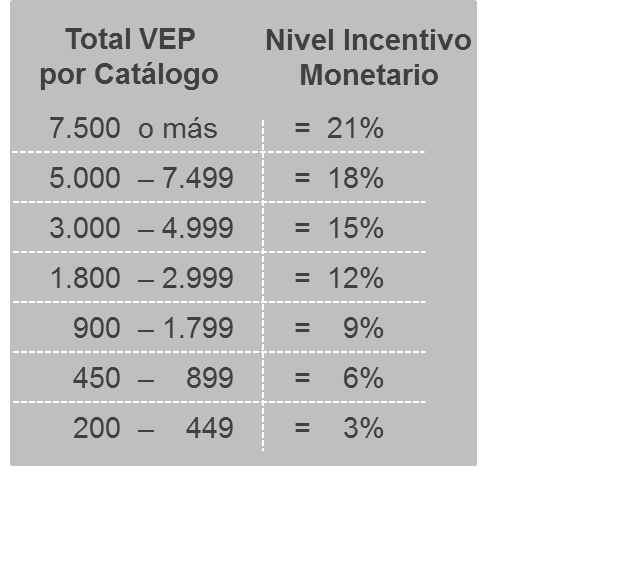 Total VEP por Catálogo
Nivel Incentivo Monetario
7.500 o más = 21%
5.000 – 7.499 = 18%
3.000 – 4.999 = 15%
1.800 – 2.999 = 12%
900 – 1.799 = 9%
450 – 899 = 6%
200 – 449 = 3%